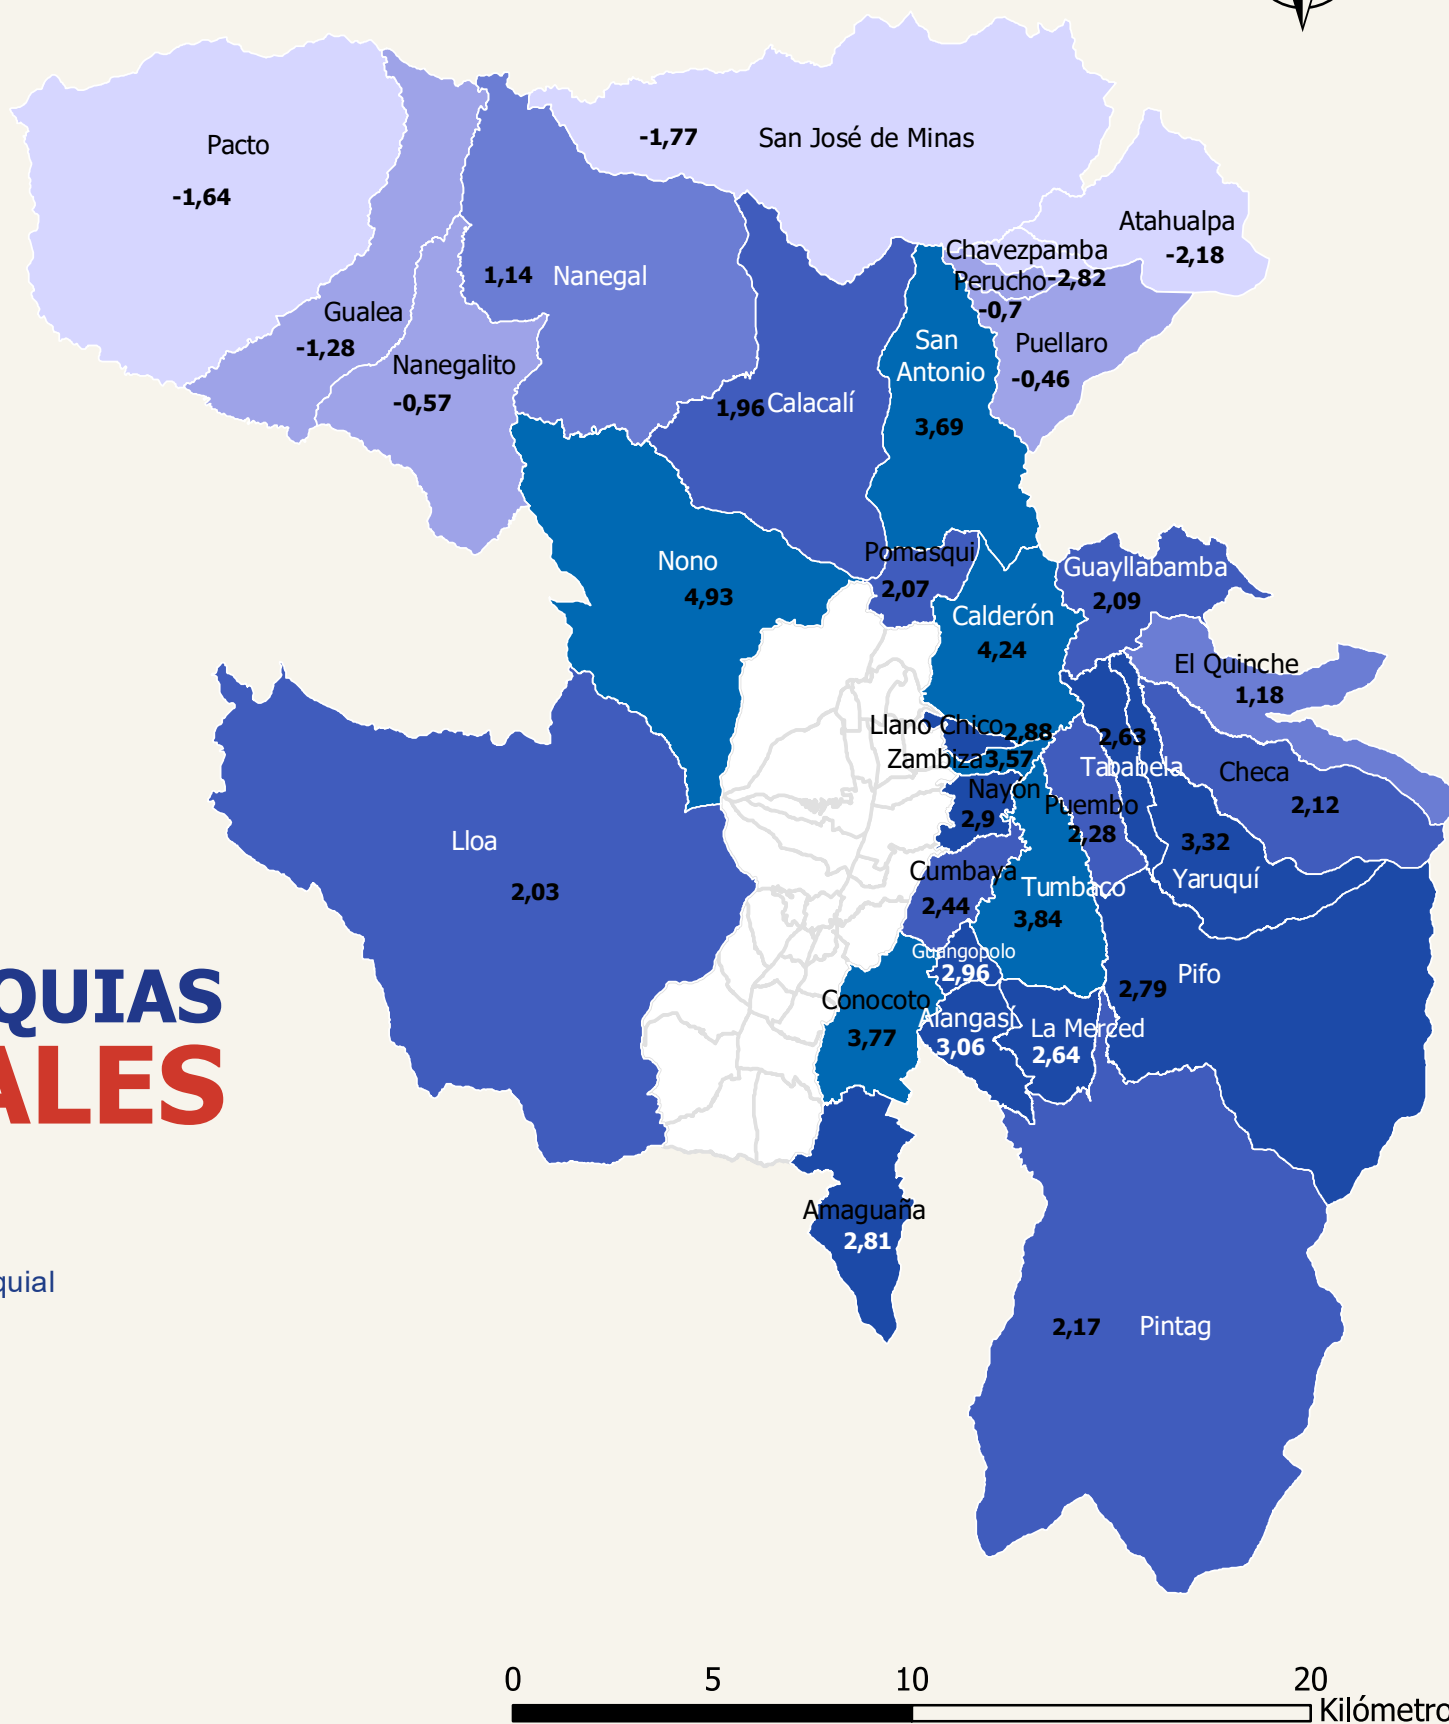 Pacto
-1,64
-1,77 San José de Minas
Atahualpa
-2,18
Chavezpamba
-2,82
Perucho
-0,7
Puellaro
-0,46
1,14 Nanegal
Gualea
-1,28
Nanegalito
-0,57
San
Antonio
3,69
1,96 Calacalí
Nono
4,93
Pomasqui
2,07
Guayllabamba
2,09
Calderón
4,24
El Quinche
1,18
Llano Chico 2,88
Zambiza 3,57
2,63
Tababela
Checa
2,12
Nayón
2,9
Puembo
2,28
3,32
Yaruquí
Lloa
2,03
Cumbaya
2,44
Tumbaco
3,84
Guangopolo
2,96
2,79 Pifo
Conocoto
3,77
Alangasí
3,06
La Merced
2,64
QUIAS
ALES
Amaguaña
2,81
quial
2,17 Pintag
0 5 10 20
Kilómetro